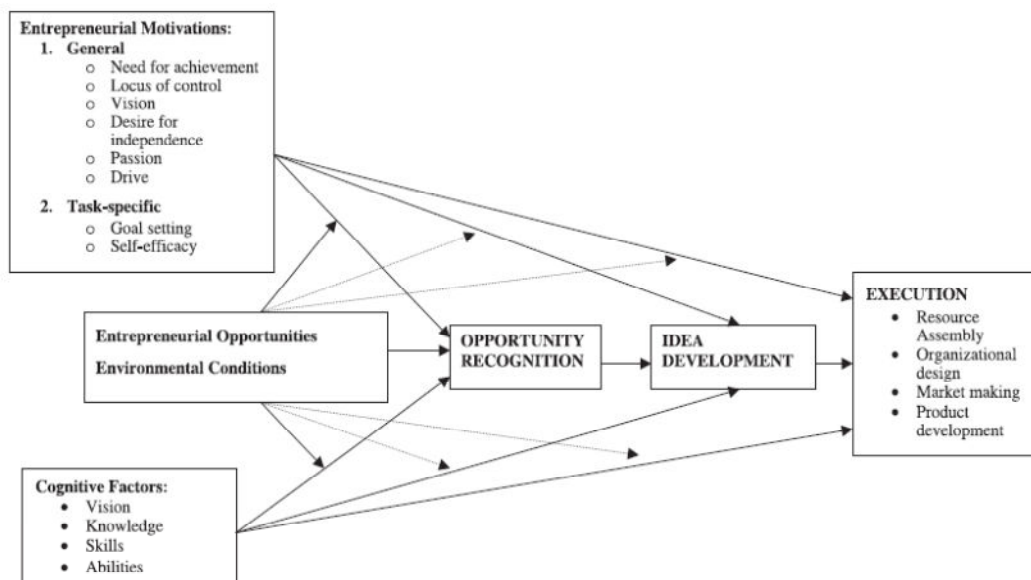 Entrepreneurial Motivations:
1. General
o Need for achievement
o Locus of control
o Vision
o Desire for
independence
o Passion
o Drive
2. Task-specific
o Goal setting
o Self-efficacy
Entrepreneurial Opportunities
Environmental Conditions
OPPORTUNITY
RECOGNITION
IDEA
DEVELOPMENT
EXECUTION
• Resource
Assembly
• Organizational
design
• Market making
• Product
development
Cognitive Factors:
• Vision
• Knowledge
• Skills
• Abilities